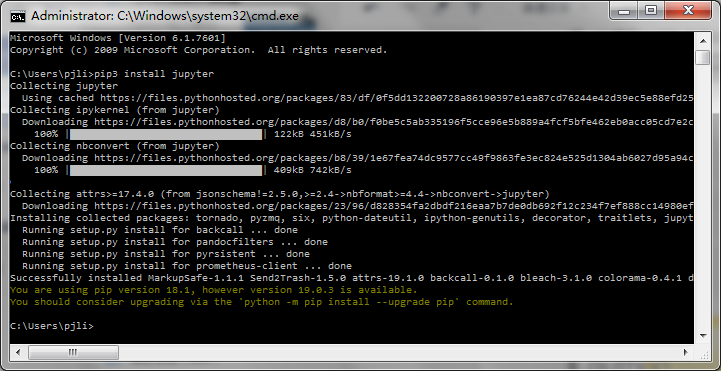 Administrator: C:\Windows\system32\cmd.exe
Microsoft Windows [Version 6.1.7601]
Copyright (c) 2009 Microsoft Corporation.  All rights reserved.
C:\Users\pjli>pip3 install jupyter
Collecting jupyter
  Using cached https://files.pythonhosted.org/packages/83/df/0f5dd132200728a86190397e1ea87cd76244e42d39ec5e88efd25
Collecting ipykernel (from jupyter)
  Downloading https://files.pythonhosted.org/packages/d8/b0/f0be5c5ab335196f5cce96e5b889a4fcf5bfe462eb0acc05cd7e2c
    100% | | 122kB 451kB/s
Collecting nbconvert (from jupyter)
  Downloading https://files.pythonhosted.org/packages/b8/39/1e67fea74dc9577cc49f9863fe3ec824e525d1304ab6027d95a94c
    100% | | 409kB 742kB/s
Collecting attrs>=17.4.0 (from jsonschema!=2.5.0,>=2.4->nbformat>=4.4->nbconvert->jupyter)
  Downloading https://files.pythonhosted.org/packages/23/96/d828354fa2dbdf216eaa7b7de0db692f12c234f7ef888cc14980ef
Installing collected packages: tornado, pyzmq, six, python-dateutil, ipython-genutils, decorator, traitlets, jupyt
  Running setup.py install for backcall ... done
  Running setup.py install for pandocfilters ... done
  Running setup.py install for pyrsistent ... done
  Running setup.py install for prometheus-client ... done
Successfully installed MarkupSafe-1.1.1 Send2Trash-1.5.0 attrs-19.1.0 backcall-0.1.0 bleach-3.1.0 colorama-0.4.1 d
You are using pip version 18.1, however version 19.0.3 is available.
You should consider upgrading via the 'python -m pip install --upgrade pip' command.
C:\Users\pjli>